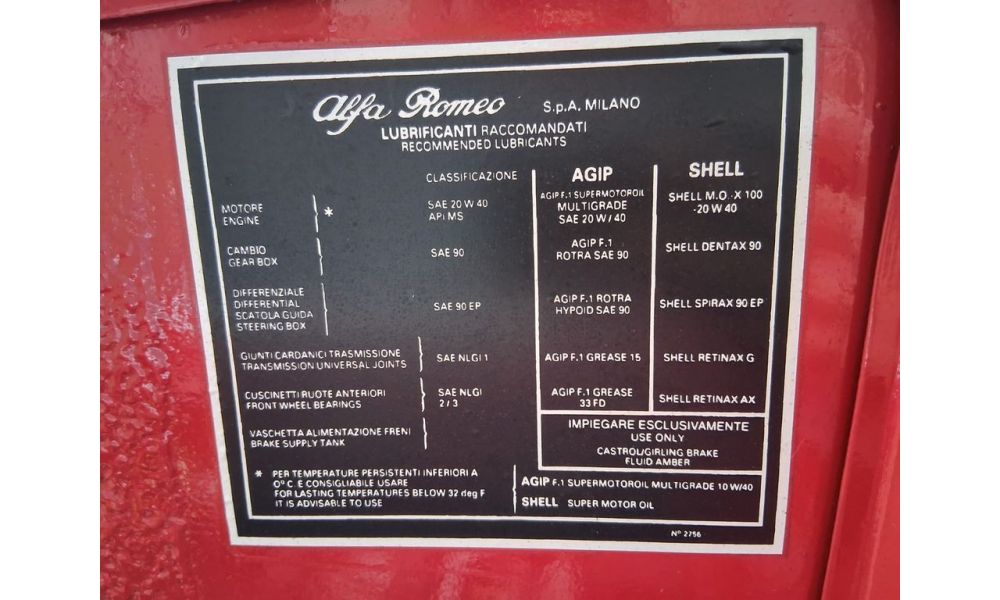 Alfa Romeo S.p.A. MILANO
LUBRIFICANTI RACCOMANDATI
RECOMMENDED LUBRICANTS
CLASSIFICAZIONE AGIP SHELL
MOTORE
ENGINE
*
SAE 20 W 40
API MS
AGIP F.1 SUPERMOTOROIL
MULTIGRADE
SAE 20 W/40
SHELL M.O. X 100
-20 W 40
CAMBIO
GEAR BOX
SAE 90
AGIP F.1
ROTRA SAE 90
SHELL DENTAX 90
DIFFERENZIALE
DIFFERENTIAL
SCATOLA GUIDA
STEERING BOX
SAE 90 EP
AGIP F.1 ROTRA
HYPOID SAE 90
SHELL SPIRAX 90 EP
GIUNTI CARDANICI TRASMISSIONE
TRANSMISSION UNIVERSAL JOINTS
SAE NLGI 1
AGIP F.1 GREASE 15
SHELL RETINAX G
CUSCINETTI RUOTE ANTERIORI
FRONT WHEEL BEARINGS
SAE NLGI
2/3
AGIP F.1 GREASE
33 FD
SHELL RETINAX AX
VASCHETTA ALIMENTAZIONE FRENI
BRAKE SUPPLY TANK
IMPIEGARE ESCLUSIVAMENTE
USE ONLY
CASTROL/GIRLING BRAKE
FLUID AMBER
* PER TEMPERATURE PERSISTENTI INFERIORI A
0° C. E CONSIGLIABILE USARE
FOR LASTING TEMPERATURES BELOW 32 deg F
IT IS ADVISABLE TO USE
AGIP F.1 SUPERMOTOROIL MULTIGRADE 10 W/40
SHELL SUPER MOTOR OIL
N° 2756